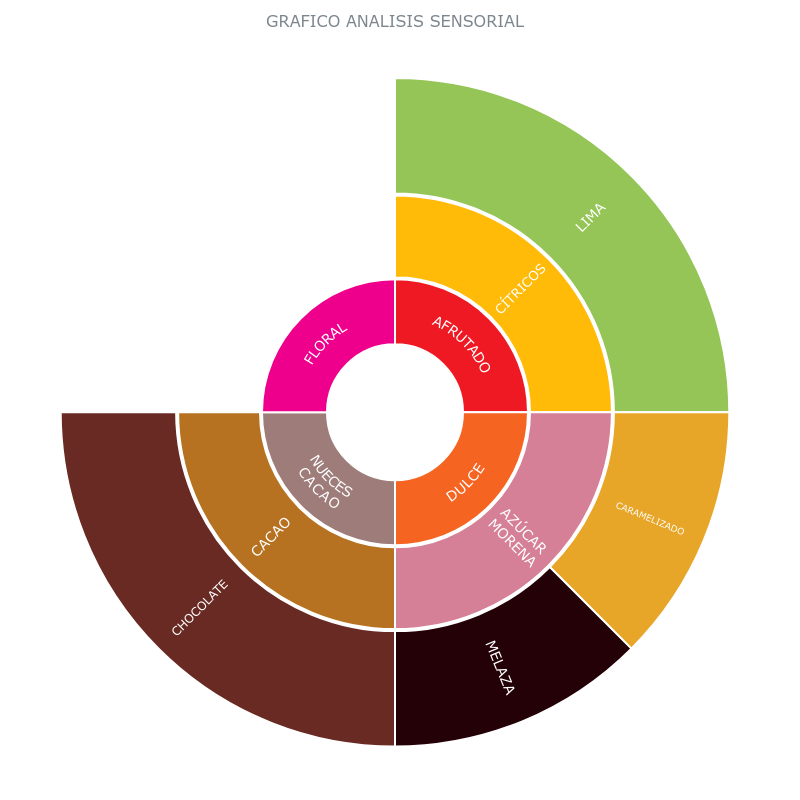 GRAFICO ANALISIS SENSORIAL
LIMA
CÍTRICOS
AFRUTADO
FLORAL
NUECES
CACAO
DULCE
AZÚCAR
MORENA
CARAMELIZADO
CACAO
CHOCOLATE
MELAZA